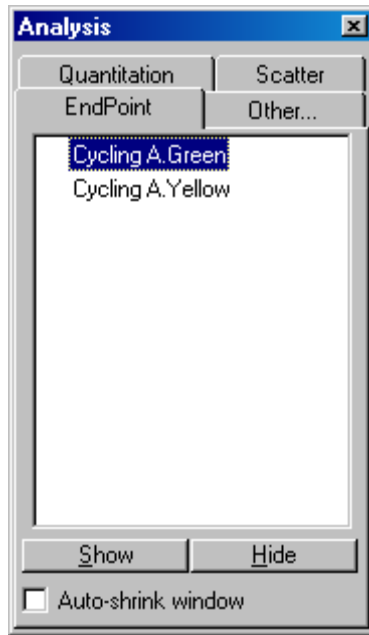 Analysis
Quantitation Scatter
EndPoint Other...
Cycling A.Green
Cycling A.Yellow
Show Hide
Auto-shrink window